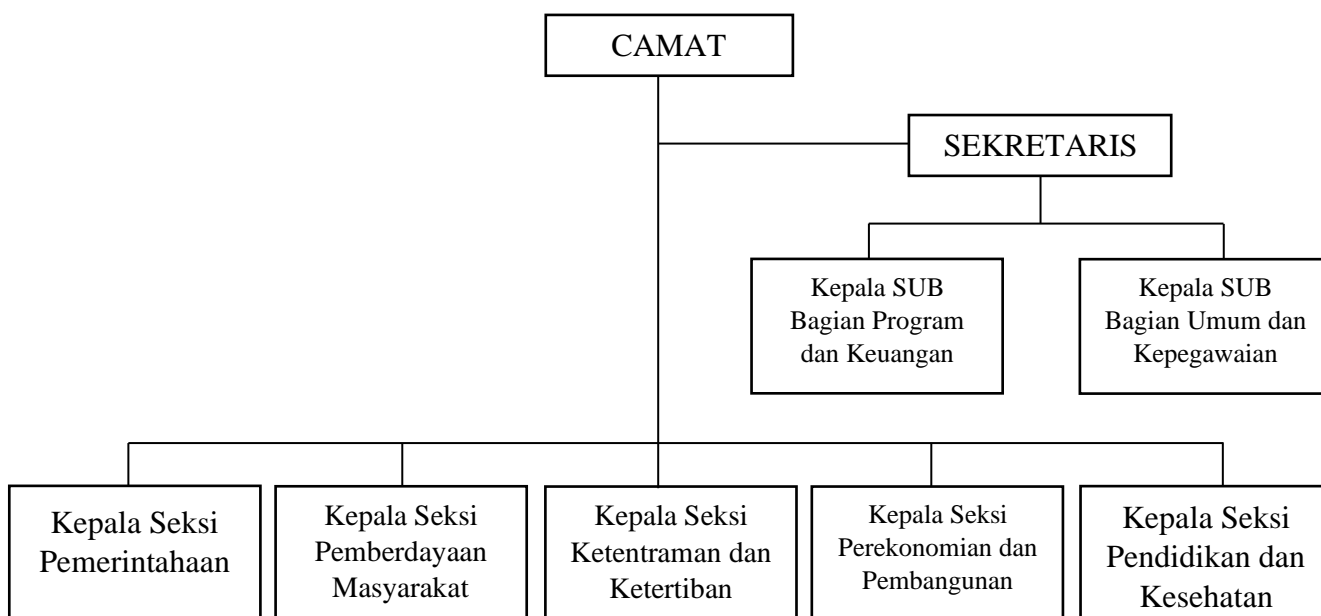 CAMAT
SEKRETARIS
Kepala SUB
Bagian Program
dan Keuangan
Kepala SUB
Bagian Umum dan
Kepegawaian
Kepala Seksi
Pemerintahaan
Kepala Seksi
Pemberdayaan
Masyarakat
Kepala Seksi
Ketentraman dan
Ketertiban
Kepala Seksi
Perekonomian dan
Pembangunan
Kepala Seksi
Pendidikan dan
Kesehatan